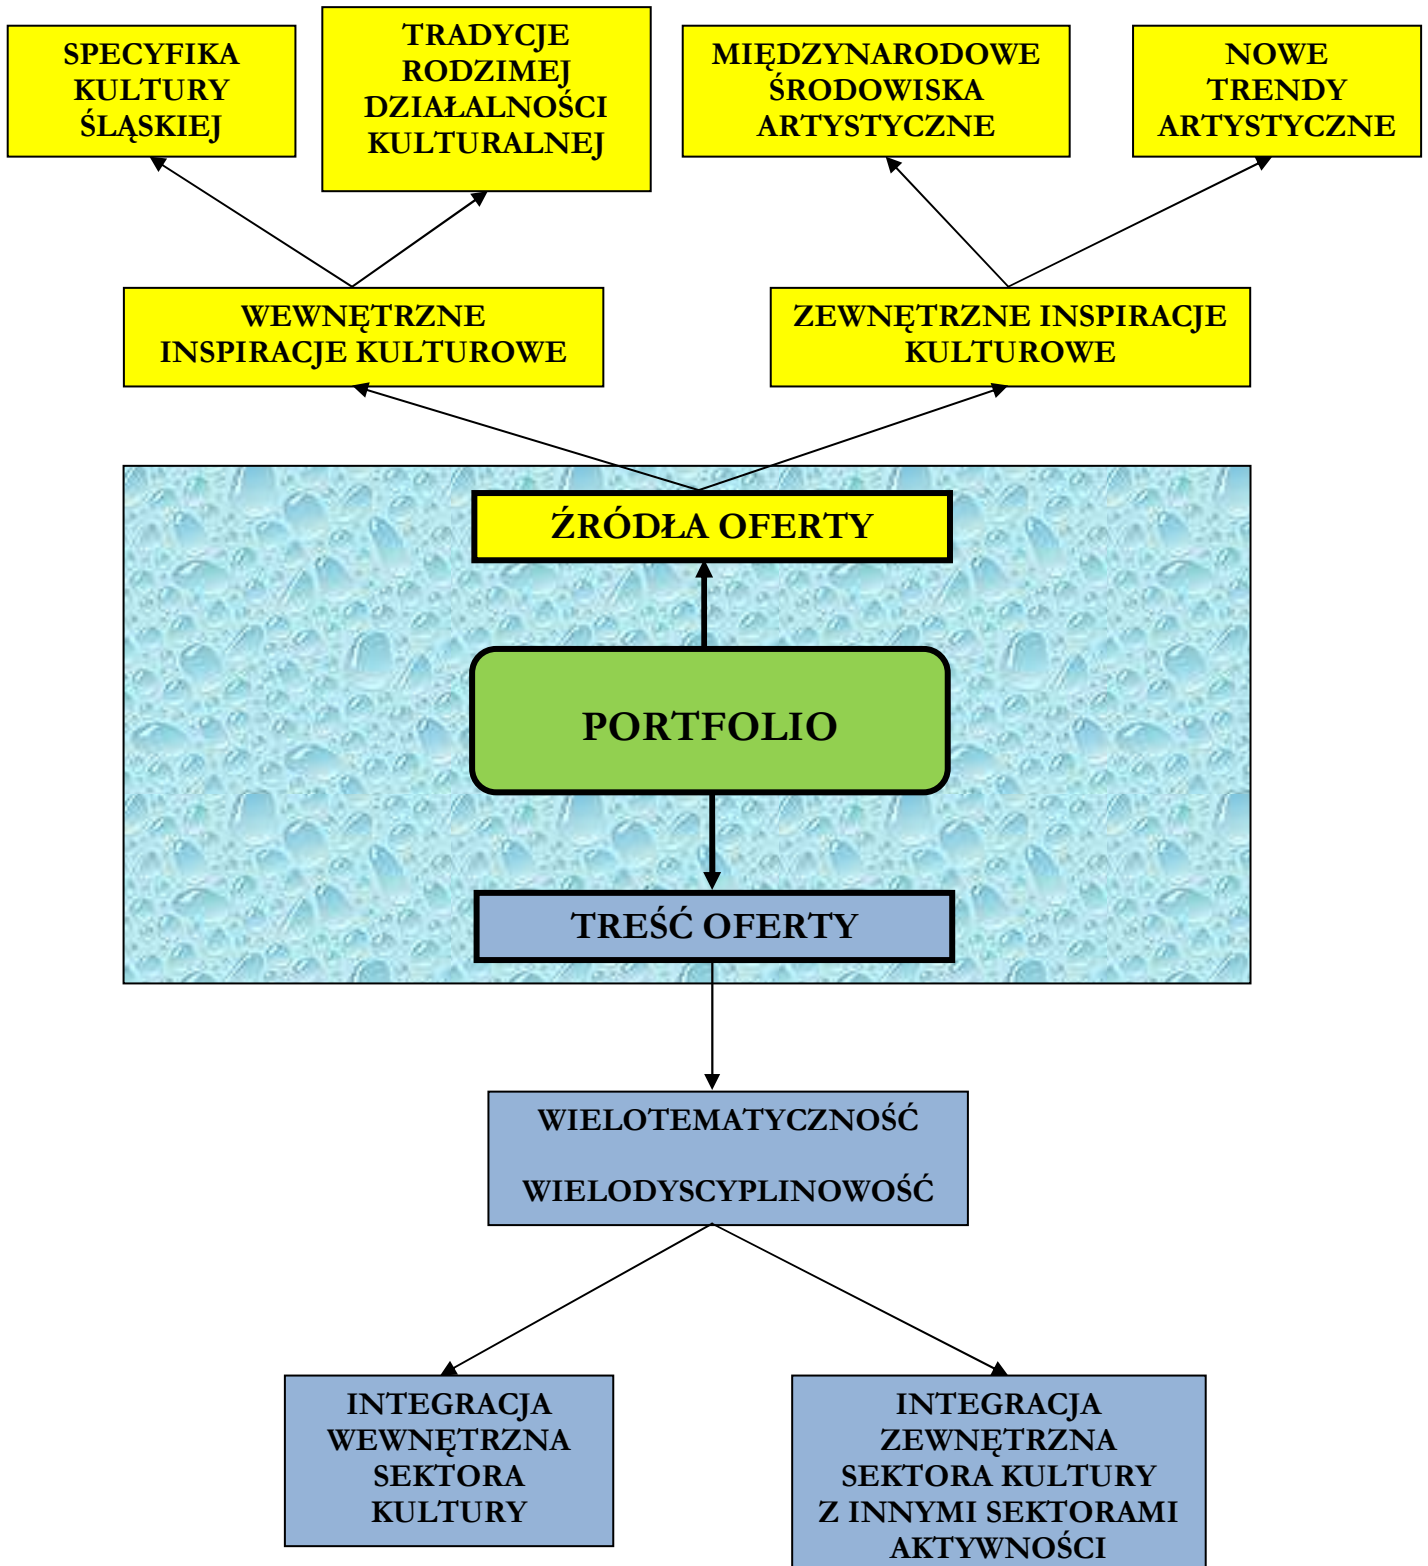 SPECYFIKA
KULTURY
ŚLĄSKIEJ
TRADYCJE
RODZIMEJ
DZIAŁALNOŚCI
KULTURALNEJ
MIĘDZYNARODOWE
ŚRODOWISKA
ARTYSTYCZNE
NOWE
TRENDY
ARTYSTYCZNE
WEWNĘTRZNE
INSPIRACJE KULTUROWE
ZEWNĘTRZNE INSPIRACJE
KULTUROWE
ŹRÓDŁA OFERTY
PORTFOLIO
TREŚĆ OFERTY
WIELOTEMATYCZNOŚĆ
WIELODYSCYPLINOWOŚĆ
INTEGRACJA
WEWNĘTRZNA
SEKTORA
KULTURY
INTEGRACJA
ZEWNĘTRZNA
SEKTORA KULTURY
Z INNYMI SEKTORAMI
AKTYWNOŚCI